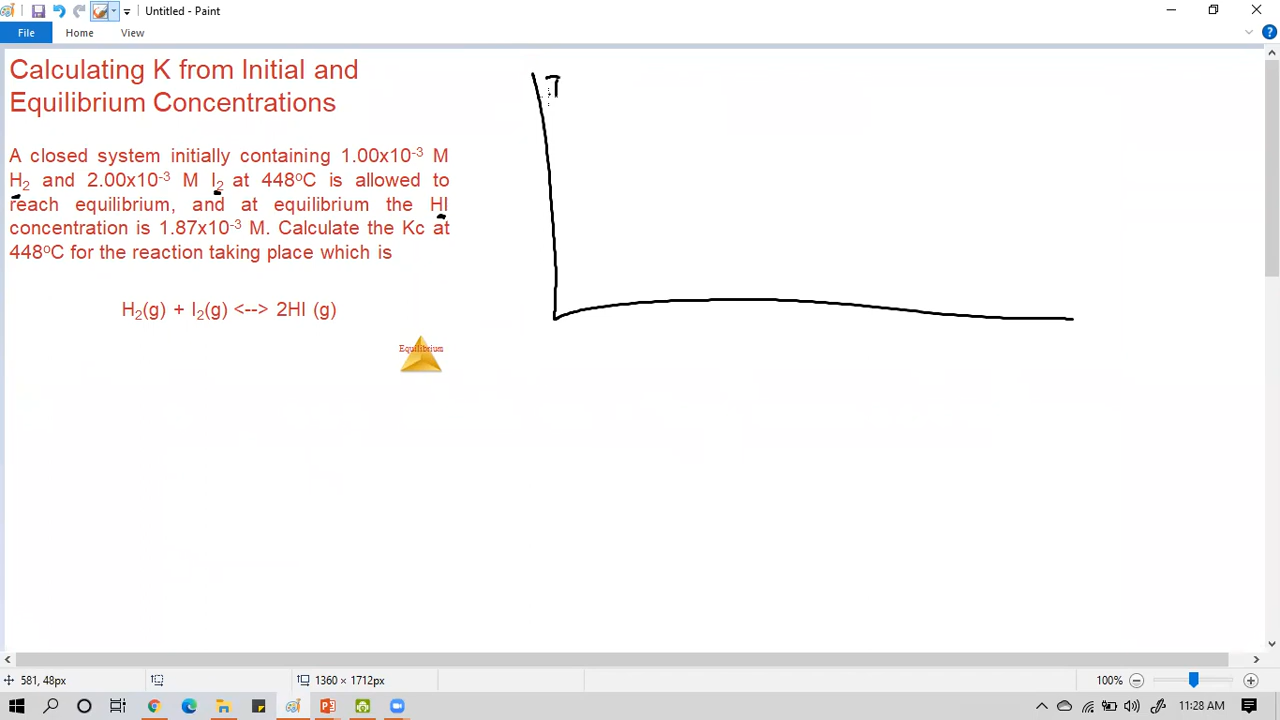 Untitled - Paint
File Home View
Calculating K from Initial and
Equilibrium Concentrations
A closed system initially containing 1.00x10⁻³ M
H₂ and 2.00x10⁻³ M I₂ at 448ºC is allowed to
reach equilibrium, and at equilibrium the HI
concentration is 1.87x10⁻³ M. Calculate the Kc at
448ºC for the reaction taking place which is
H₂(g) + I₂(g) <--> 2HI (g)
Equilibrium
581, 48px
1360 × 1712px
100%
11:28 AM